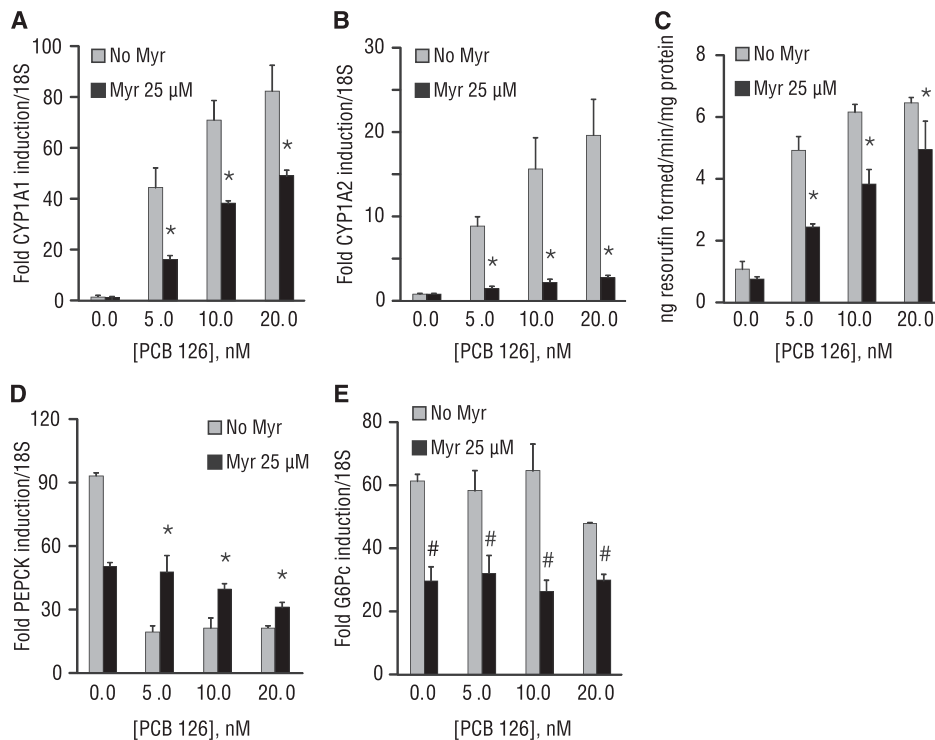 A
Fold CYP1A1 induction/18S
100
80
60
40
20
0
No Myr
Myr 25 µM
*
*
*
0.0 5.0 10.0 20.0
[PCB 126], nM
B
Fold CYP1A2 induction/18S
30
20
10
0
No Myr
Myr 25 µM
*
*
*
0.0 5.0 10.0 20.0
[PCB 126], nM
C
ng resorufin formed/min/mg protein
8
6
4
2
0
No Myr
Myr 25 µM
*
*
*
0.0 5.0 10.0 20.0
[PCB 126], nM
D
Fold PEPCK induction/18S
120
90
60
30
0
No Myr
Myr 25 µM
*
*
*
0.0 5.0 10.0 20.0
[PCB 126], nM
E
Fold G6Pc induction/18S
80
60
40
20
0
No Myr
Myr 25 µM
#
#
#
#
0.0 5.0 10.0 20.0
[PCB 126], nM